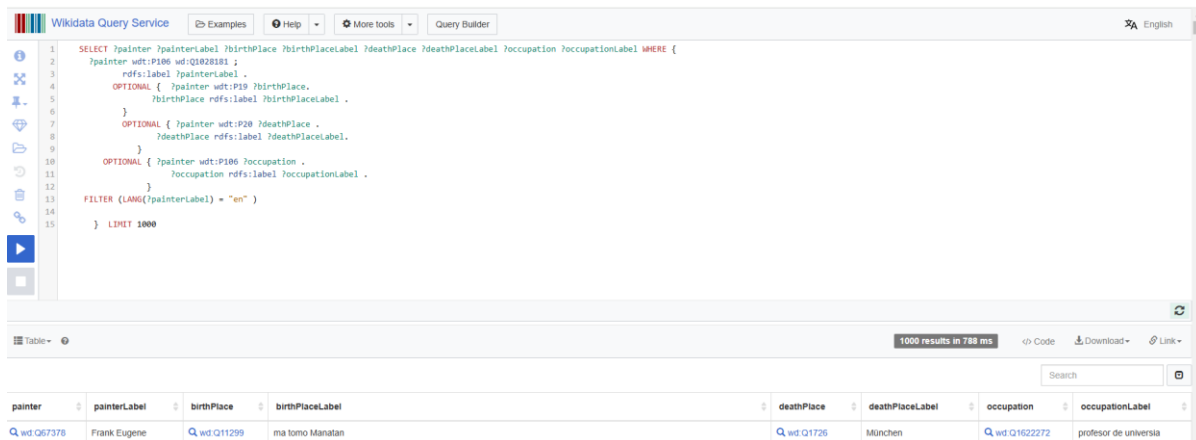 Wikidata Query Service Examples Help More tools Query Builder English
1 SELECT ?painter ?painterLabel ?birthPlace ?birthPlaceLabel ?deathPlace ?deathPlaceLabel ?occupation ?occupationLabel WHERE {
2 ?painter wdt:P106 wd:Q1028181 ;
3 rdfs:label ?painterLabel .
4 OPTIONAL { ?painter wdt:P19 ?birthPlace.
5 ?birthPlace rdfs:label ?birthPlaceLabel .
6 }
7 OPTIONAL { ?painter wdt:P20 ?deathPlace .
8 ?deathPlace rdfs:label ?deathPlaceLabel.
9 }
10 OPTIONAL { ?painter wdt:P106 ?occupation .
11 ?occupation rdfs:label ?occupationLabel .
12 }
13 FILTER (LANG(?painterLabel) = "en" )
14
15 } LIMIT 1000
Table 1000 results in 788 ms </> Code Download Link
Search
painter painterLabel birthPlace birthPlaceLabel deathPlace deathPlaceLabel occupation occupationLabel
wd:Q67378 Frank Eugene wd:Q11299 ma tomo Manatan wd:Q1726 München wd:Q1622272 profesor de universia